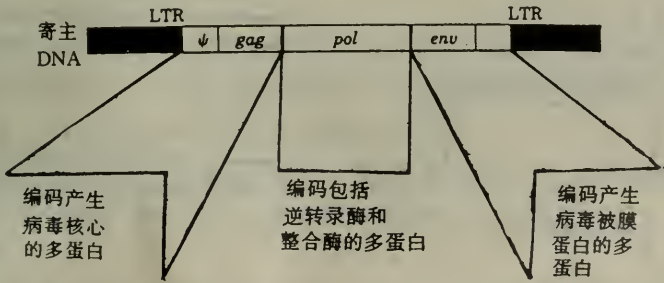 LTR
LTR
寄主
DNA
ψ gag pol env
编码产生
病毒核心
的多蛋白
编码包括
逆转录酶和
整合酶的多蛋白
编码产生
病毒被膜
蛋白的多
蛋白